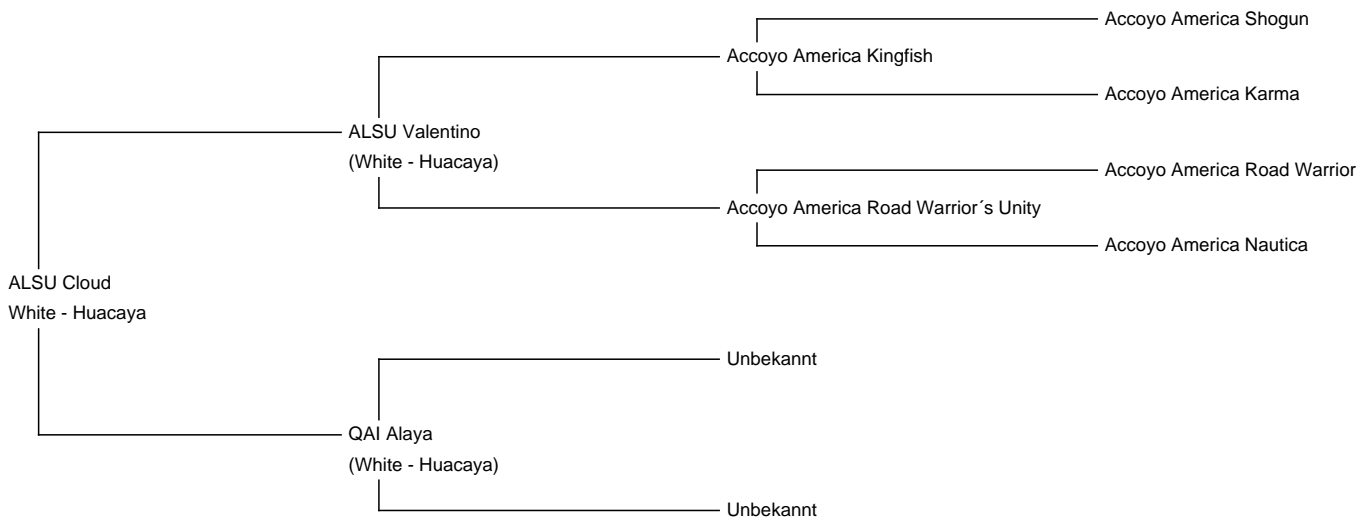 Accoyo America Shogun
Accoyo America Kingfish
Accoyo America Karma
ALSU Valentino
(White - Huacaya)
Accoyo America Road Warrior
Accoyo America Road Warrior´s Unity
Accoyo America Nautica
ALSU Cloud
White - Huacaya
Unbekannt
QAI Alaya
(White - Huacaya)
Unbekannt